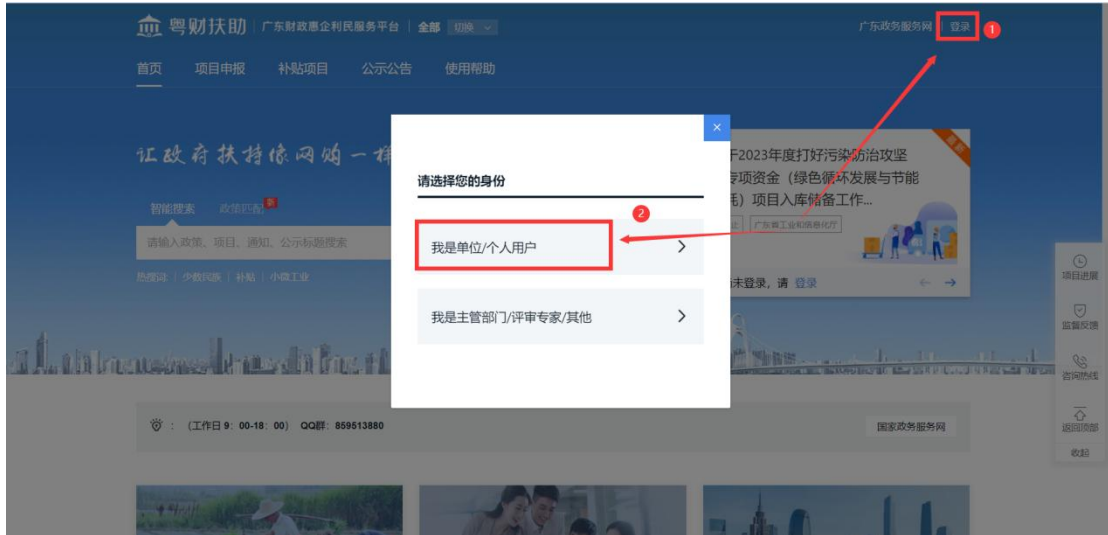 粤财扶助 广东财政惠企利民服务平台 全部 切换
广东政务服务网 登录 1
首页 项目申报 补贴项目 公示公告 使用帮助
让政府扶持像网购一样
×
最新
于2023年度打好污染防治攻坚
专项资金（绿色循环发展与节能
耗）项目入库储备工作...
广东省工业和信息化厅
请选择您的身份
智能搜索 政策匹配
2
请输入政策、项目、通知、公示标题搜索
我是单位/个人用户
热搜词: 少数民族 补贴 小微工业
未登录，请 登录
我是主管部门/评审专家/其他
项目进展
监督反馈
咨询热线
返回顶部
收起
： （工作日 9：00-18：00） QQ群：859513880
国家政务服务网